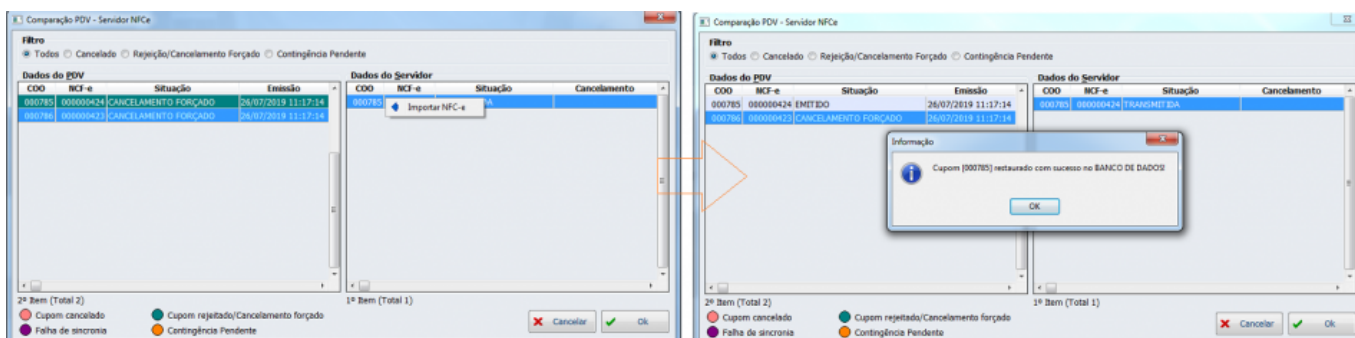 Comparação PDV - Servidor NFCe
Filtro
Todos Cancelado Rejeição/Cancelamento Forçado Contingência Pendente
Dados do PDV Dados do Servidor
COO NCF-e Situação Emissão COO NCF-e Situação Cancelamento
000785 000000424 CANCELAMENTO FORÇADO 26/07/2019 11:17:14 000785
Importar NFC-e
000786 000000423 CANCELAMENTO FORÇADO 26/07/2019 11:17:14
2º Item (Total 2) 1º Item (Total 1)
Cupom cancelado Cupom rejeitado/Cancelamento forçado
Falha de sincronia Contingência Pendente
Cancelar Ok
Comparação PDV - Servidor NFCe
Filtro
Todos Cancelado Rejeição/Cancelamento Forçado Contingência Pendente
Dados do PDV Dados do Servidor
COO NCF-e Situação Emissão COO NCF-e Situação Cancelamento
000785 000000424 EMITIDO 26/07/2019 11:17:14 000785 000000424 TRANSMITIDA
000786 000000423 CANCELAMENTO FORÇADO 26/07/2019 11:17:14
Informação
Cupom [000785] restaurado com sucesso no BANCO DE DADOS!
OK
2º Item (Total 2) 1º Item (Total 1)
Cupom cancelado Cupom rejeitado/Cancelamento forçado
Falha de sincronia Contingência Pendente
Cancelar Ok